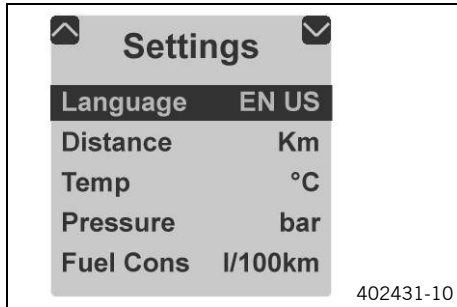 Settings
Language EN US
Distance Km
Temp °C
Pressure bar
Fuel Cons l/100km
402431-10